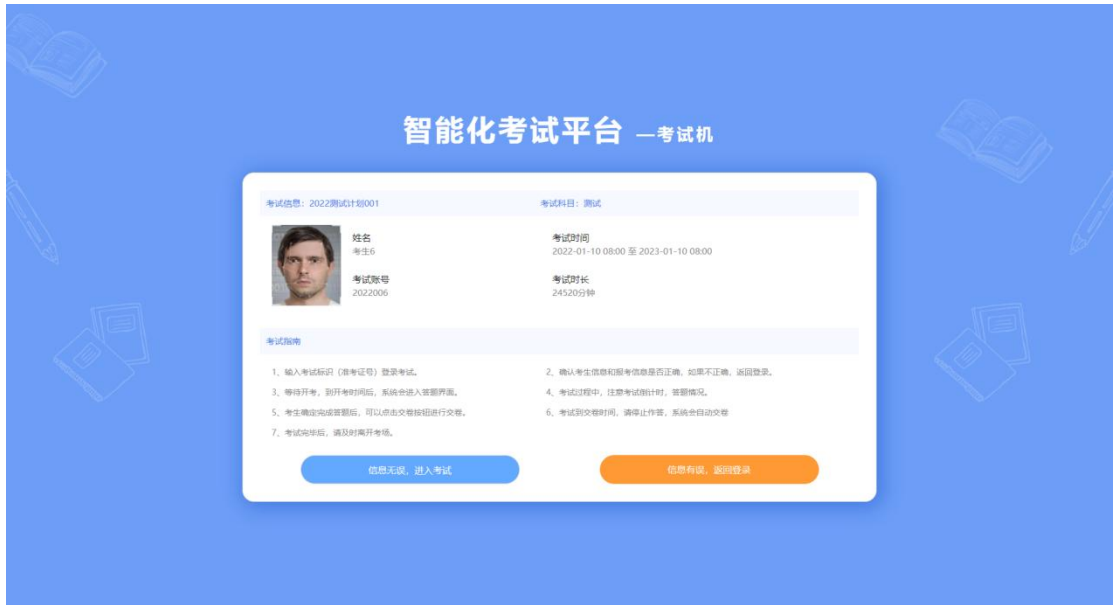 智能化考试平台 —考试机
考试信息：2022测试计划001
考试科目：测试
姓名
考生6
考试时间
2022-01-10 08:00 至 2023-01-10 08:00
考试账号
2022006
考试时长
24520分钟
考试指南
1、输入考试标识（准考证号）登录考试。
2、确认考生信息和报考信息是否正确，如果不正确，返回登录。
3、等待开考，到开考时间后，系统会进入答题界面。
4、考试过程中，注意考试倒计时，答题情况。
5、考生确定完成答题后，可以点击交卷按钮进行交卷。
6、考试到交卷时间，请停止作答，系统会自动交卷
7、考试完毕后，请及时离开考场。
信息无误，进入考试
信息有误，返回登录